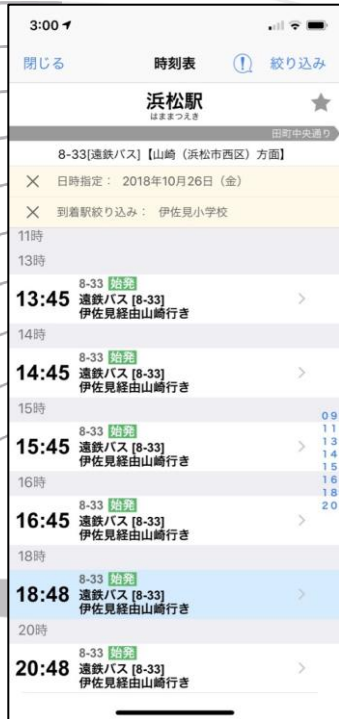 3:00
閉じる 時刻表 絞り込み
浜松駅
はままつえき
田町中央通り
8-33[遠鉄バス]【山崎（浜松市西区）方面】
× 日時指定： 2018年10月26日（金）
× 到着駅絞り込み： 伊佐見小学校
11時
13時
8-33 始発
13:45 遠鉄バス [8-33]
伊佐見経由山崎行き
14時
8-33 始発
14:45 遠鉄バス [8-33]
伊佐見経由山崎行き
15時
8-33 始発
15:45 遠鉄バス [8-33]
伊佐見経由山崎行き
16時
8-33 始発
16:45 遠鉄バス [8-33]
伊佐見経由山崎行き
18時
8-33 始発
18:48 遠鉄バス [8-33]
伊佐見経由山崎行き
20時
8-33 始発
20:48 遠鉄バス [8-33]
伊佐見経由山崎行き
09
11
13
14
15
16
18
20